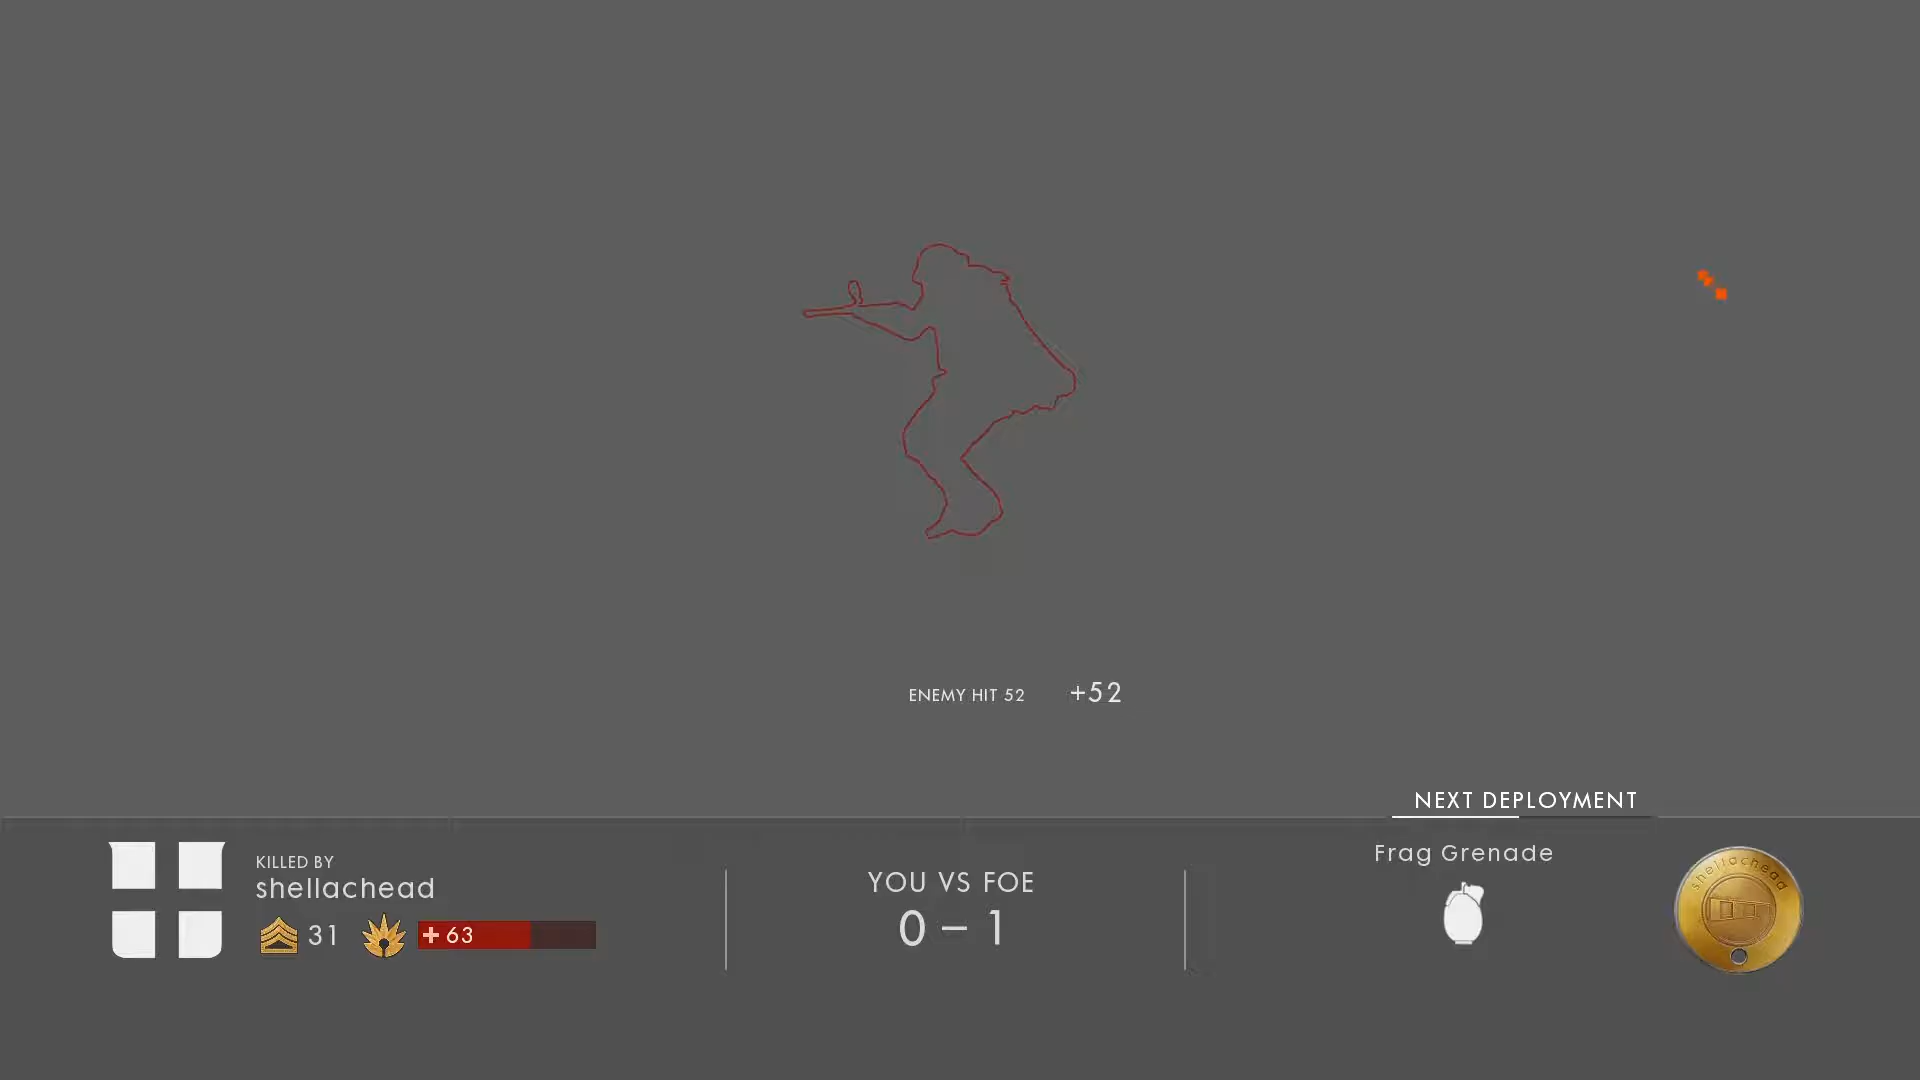 ENEMY HIT 52 +52
NEXT DEPLOYMENT
KILLED BY
shellachead
31 + 63
YOU VS FOE
0 – 1
Frag Grenade
shellachead